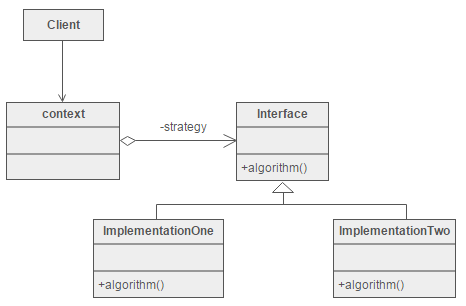 Client
context
-strategy
Interface
+algorithm()
ImplementationOne
+algorithm()
ImplementationTwo
+algorithm()